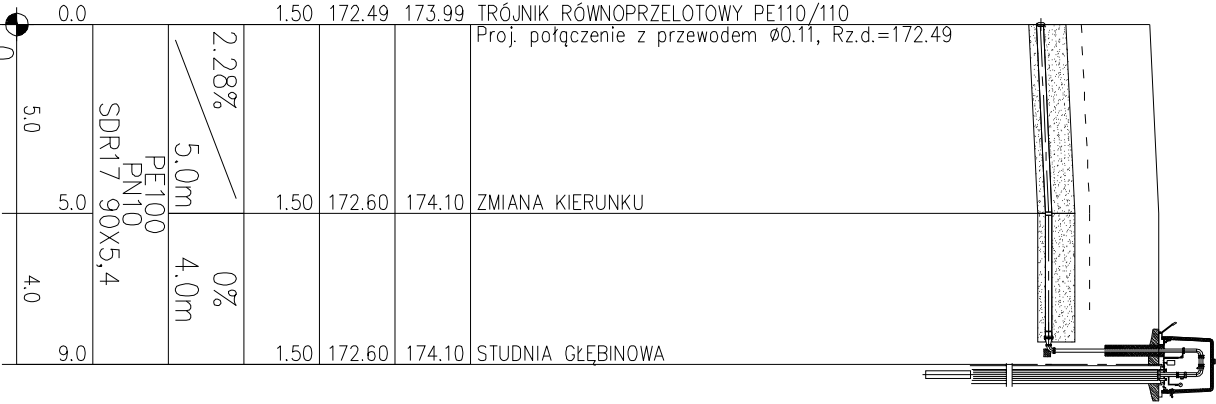 0.0 1.50 172.49 173.99 TRÓJNIK RÓWNOPRZELOTOWY PE110/110
Proj. połączenie z przewodem Ø0.11, Rz.d.=172.49
5.0
SDR17 90X5,4
PN10
PE100
5.0m
2.28%
5.0 1.50 172.60 174.10 ZMIANA KIERUNKU
4.0
4.0m
0%
9.0 1.50 172.60 174.10 STUDNIA GŁĘBINOWA